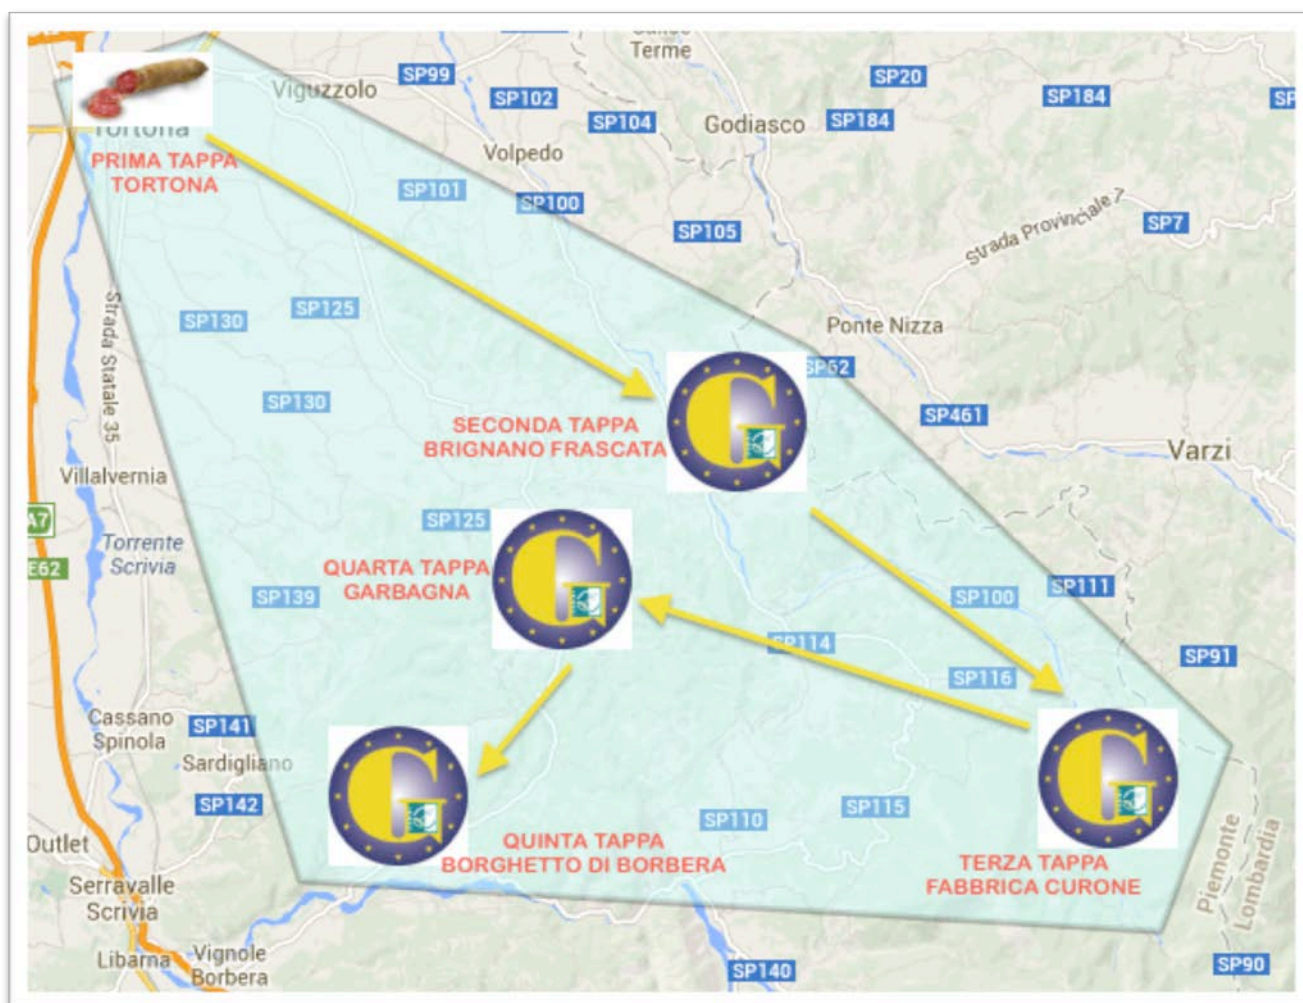 Terme
SP99
SP20
Viguzzolo
SP102
SP184
SP
SP104
Godiasco
SP184
Tortona
Volpedo
PRIMA TAPPA
TORTONA
SP101
SP100
SP105
Strada Provinciale 7
SP7
Strada Statale 35
SP130
SP125
Ponte Nizza
SP62
SP130
SP461
SECONDA TAPPA
BRIGNANO FRASCATA
Varzi
Villalvernia
A7
SP125
Torrente
Scrivia
E62
QUARTA TAPPA
GARBAGNA
SP139
SP100
SP111
SP114
SP116
SP91
Cassano
Spinola
SP141
Sardigliano
SP142
SP110
SP115
Outlet
QUINTA TAPPA
BORGHETTO DI BORBERA
TERZA TAPPA
FABBRICA CURONE
Piemonte
Lombardia
Serravalle
Scrivia
Libarna
Vignole
Borbera
SP140
SP90